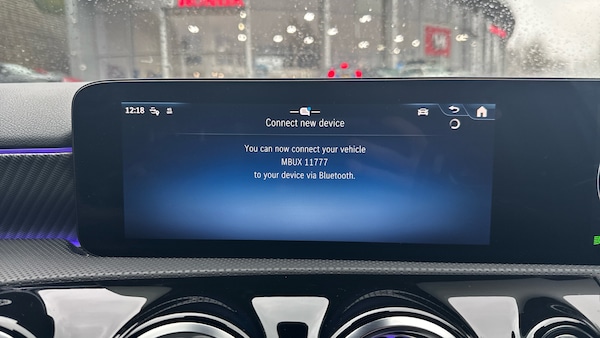 12:18
Connect new device
You can now connect your vehicle
MBUX 11777
to your device via Bluetooth.